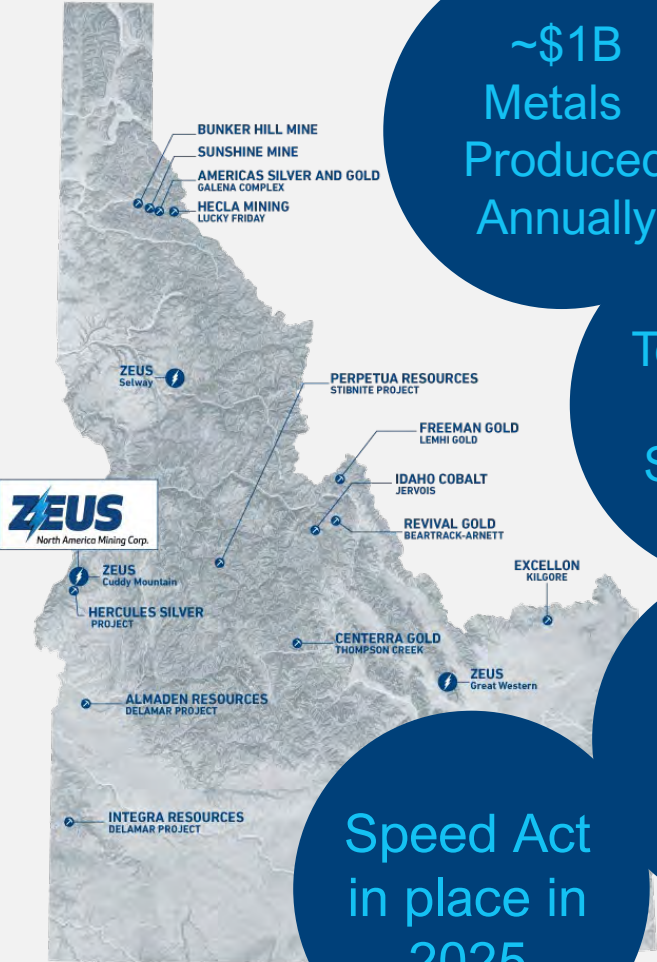 ~$1B
Metals
Produced
Annually
BUNKER HILL MINE
SUNSHINE MINE
AMERICAS SILVER AND GOLD
GALENA COMPLEX
HECLA MINING
LUCKY FRIDAY
ZEUS
Selway
PERPETUA RESOURCES
STIBNITE PROJECT
FREEMAN GOLD
LEMHI GOLD
IDAHO COBALT
JERVOIS
REVIVAL GOLD
BEARTRACK-ARNETT
ZEUS
North America Mining Corp.
EXCELLON
KILGORE
ZEUS
Cuddy Mountain
HERCULES SILVER
PROJECT
CENTERRA GOLD
THOMPSON CREEK
ZEUS
Great Western
ALMADEN RESOURCES
DELAMAR PROJECT
INTEGRA RESOURCES
DELAMAR PROJECT
Speed Act
in place in
2025